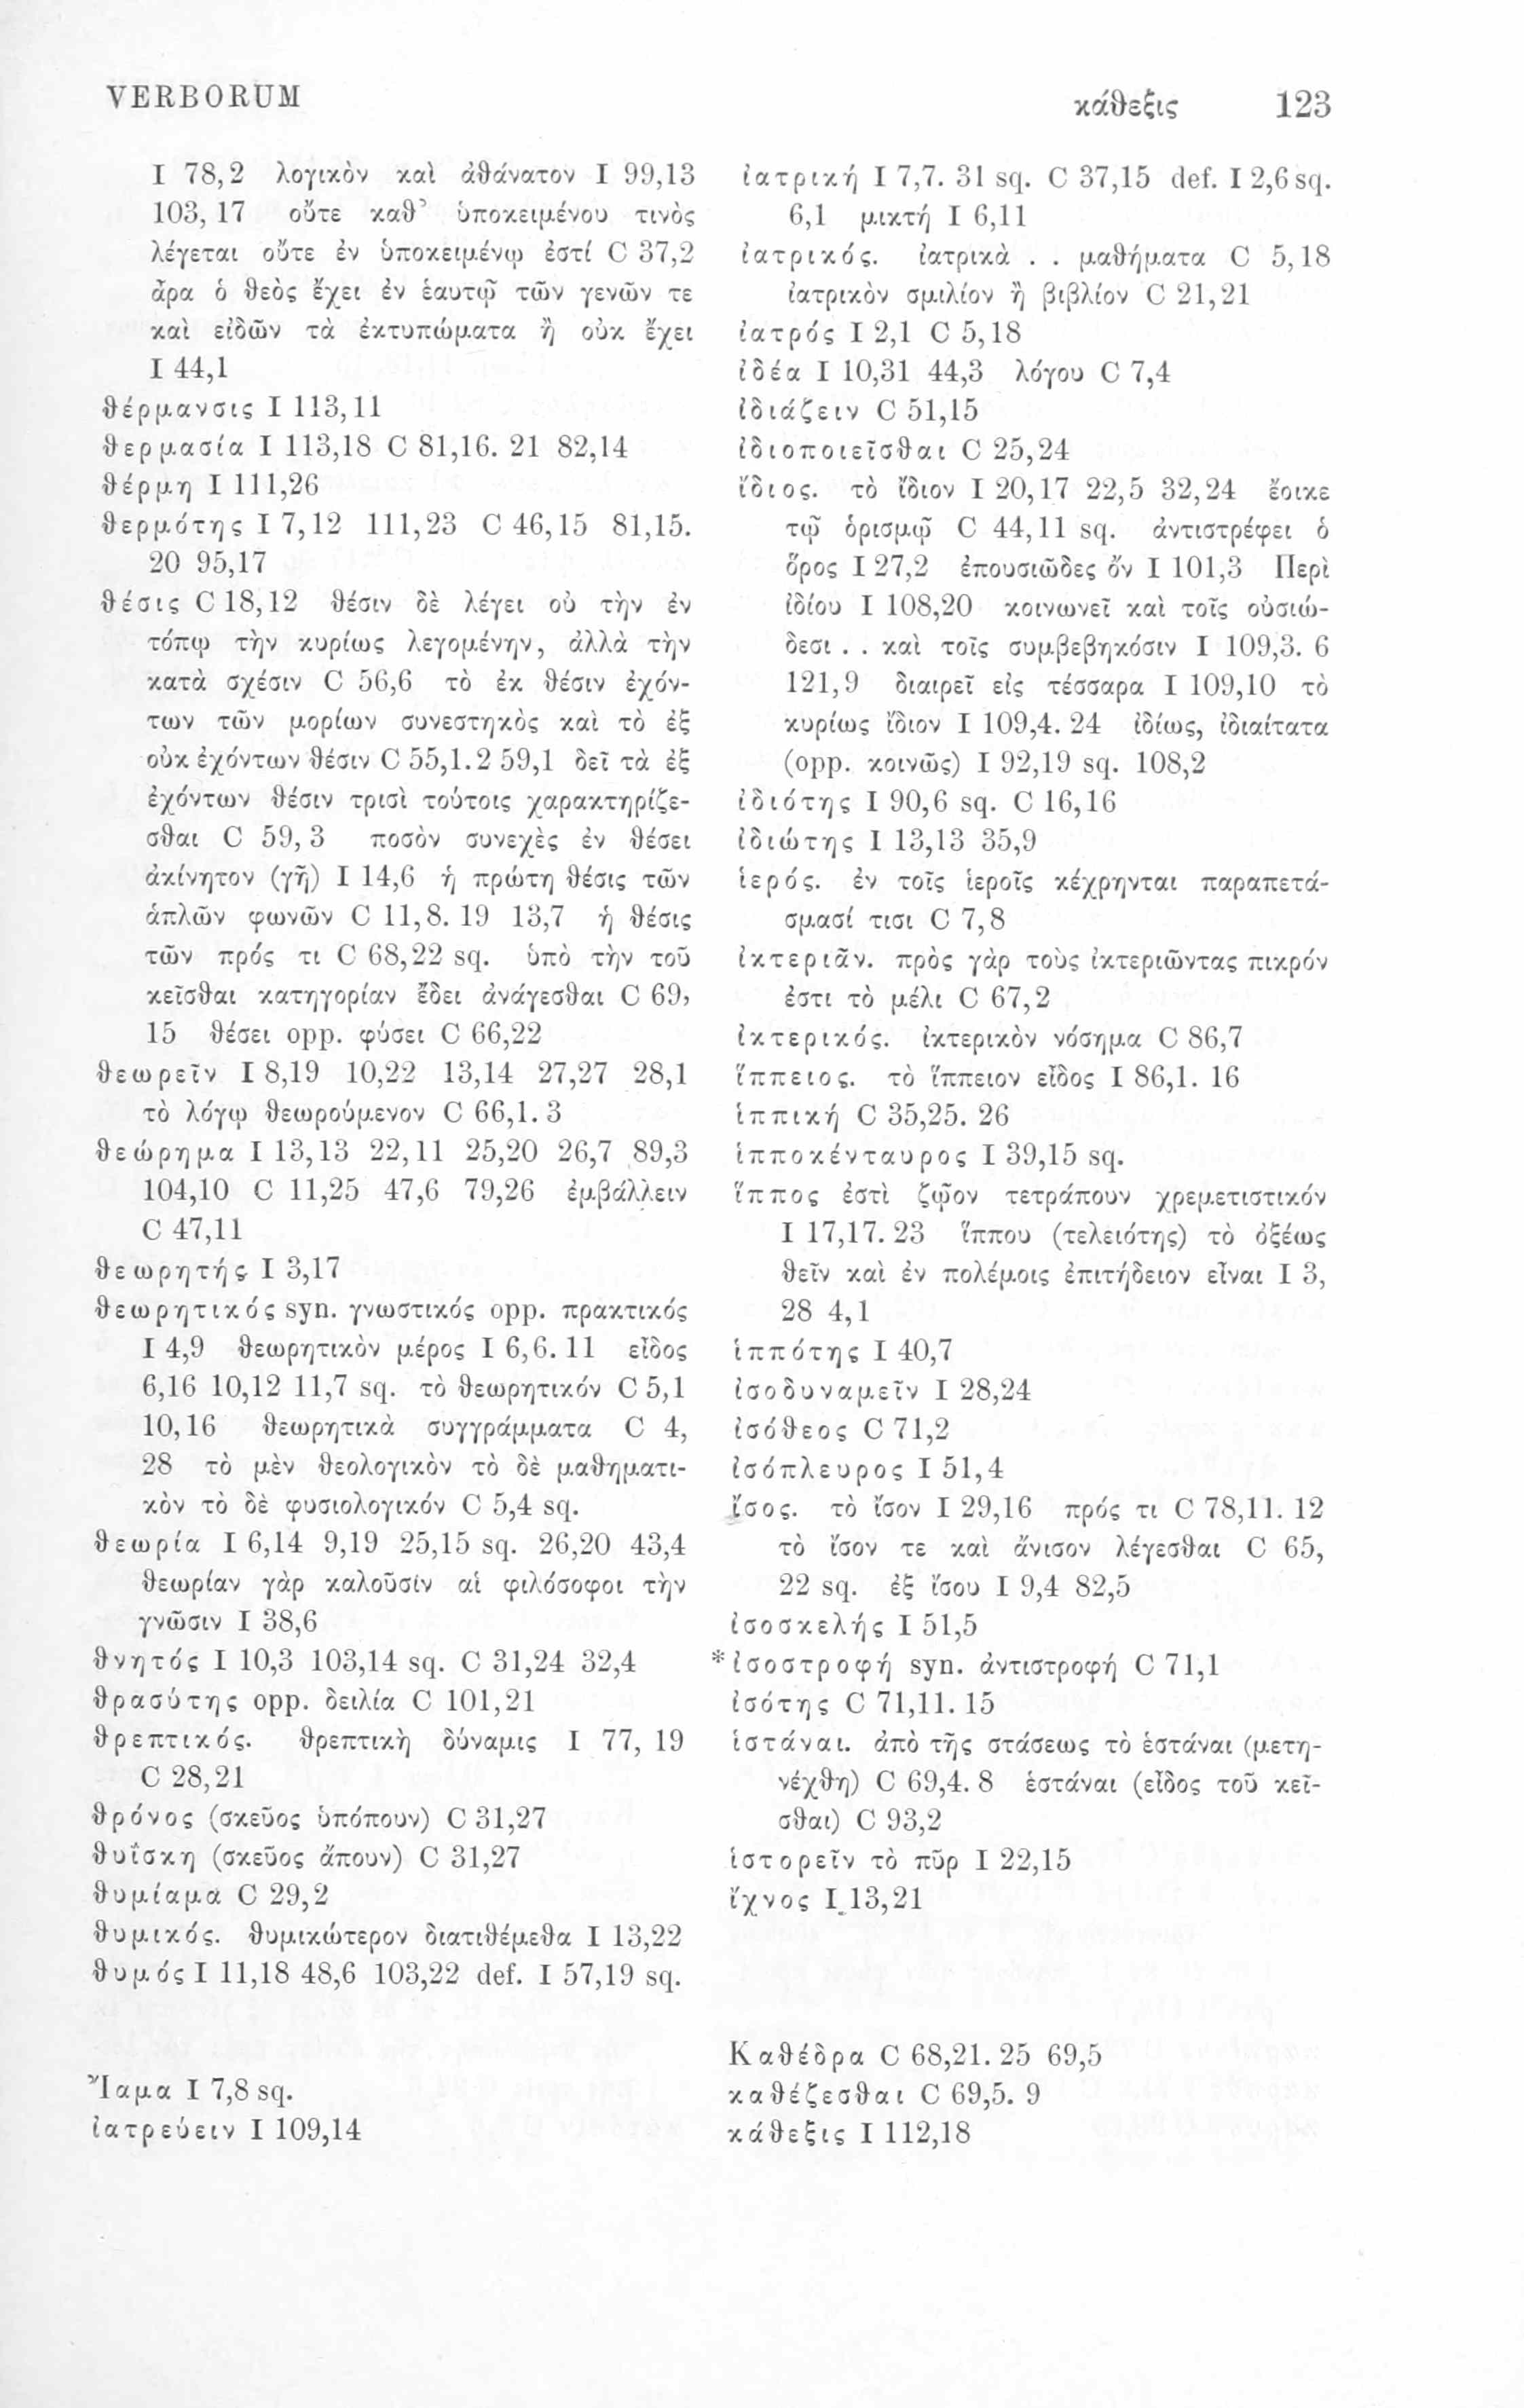 VERBORUM
κάθεξις 123
I 78,2 λογικὸν καὶ ἀθάνατον I 99,13
103, 17 οὔτε καθ' ὑποκειμένου τινὸς
λέγεται οὔτε ἐν ὑποκειμένῳ ἐστί C 37,2
ἆρα ὁ θεὸς ἔχει ἐν ἑαυτῷ τῶν γενῶν τε
καὶ εἰδῶν τὰ ἐκτυπώματα ἢ οὐκ ἔχει
I 44,1
θέρμανσις I 113,11
θερμασία I 113,18 C 81,16. 21 82,14
θέρμη I 111,26
θερμότης I 7,12 111,23 C 46,15 81,15.
20 95,17
θέσις C 18,12 θέσιν δὲ λέγει οὐ τὴν ἐν
τόπῳ τὴν κυρίως λεγομένην, ἀλλὰ τὴν
κατὰ σχέσιν C 56,6 τὸ ἐκ θέσιν ἐχόν-
των τῶν μορίων συνεστηκὸς καὶ τὸ ἐξ
οὐκ ἐχόντων θέσιν C 55,1.2 59,1 δεῖ τὰ ἐξ
ἐχόντων θέσιν τρισὶ τούτοις χαρακτηρίζε-
σθαι C 59, 3 ποσὸν συνεχὲς ἐν θέσει
ἀκίνητον (γῆ) I 14,6 ἡ πρώτη θέσις τῶν
ἁπλῶν φωνῶν C 11,8. 19 13,7 ἡ θέσις
τῶν πρός τι C 68,22 sq. ὑπὸ τὴν τοῦ
κεῖσθαι κατηγορίαν ἔδει ἀνάγεσθαι C 69,
15 θέσει opp. φύσει C 66,22
θεωρεῖν I 8,19 10,22 13,14 27,27 28,1
τὸ λόγῳ θεωρούμενον C 66,1. 3
θεώρημα I 13,13 22,11 25,20 26,7 89,3
104,10 C 11,25 47,6 79,26 ἐμβάλλειν
C 47,11
θεωρητής I 3,17
θεωρητικός syn. γνωστικός opp. πρακτικός
I 4,9 θεωρητικὸν μέρος I 6,6. 11 εἶδος
6,16 10,12 11,7 sq. τὸ θεωρητικόν C 5,1
10,16 θεωρητικὰ συγγράμματα C 4,
28 τὸ μὲν θεολογικὸν τὸ δὲ μαθηματι-
κὸν τὸ δὲ φυσιολογικόν C 5,4 sq.
θεωρία I 6,14 9,19 25,15 sq. 26,20 43,4
θεωρίαν γὰρ καλοῦσίν αἱ φιλόσοφοι τὴν
γνῶσιν I 38,6
θνητός I 10,3 103,14 sq. C 31,24 32,4
θρασύτης opp. δειλία C 101,21
θρεπτικός. θρεπτικὴ δύναμις I 77, 19
C 28,21
θρόνος (σκεῦος ὑπόπουν) C 31,27
θυΐσκη (σκεῦος ἄπουν) C 31,27
θυμίαμα C 29,2
θυμικός. θυμικώτερον διατιθέμεθα I 13,22
θυμός I 11,18 48,6 103,22 def. I 57,19 sq.
Ἴαμα I 7,8 sq.
ἰατρεύειν I 109,14
ἰατρική I 7,7. 31 sq. C 37,15 def. I 2,6 sq.
6,1 μικτή I 6,11
ἰατρικός. ἰατρικὰ . . μαθήματα C 5,18
ἰατρικὸν σμιλίον ἢ βιβλίον C 21,21
ἰατρός I 2,1 C 5,18
ἰδέα I 10,31 44,3 λόγου C 7,4
ἰδιάζειν C 51,15
ἰδιοποιεῖσθαι C 25,24
ἴδιος. τὸ ἴδιον I 20,17 22,5 32,24 ἔοικε
τῷ ὁρισμῷ C 44,11 sq. ἀντιστρέφει ὁ
ὅρος I 27,2 ἐπουσιῶδες ὄν I 101,3 Περὶ
ἰδίου I 108,20 κοινωνεῖ καὶ τοῖς οὐσιώ-
δεσι . . καὶ τοῖς συμβεβηκόσιν I 109,3. 6
121,9 διαιρεῖ εἰς τέσσαρα I 109,10 τὸ
κυρίως ἴδιον I 109,4. 24 ἰδίως, ἰδιαίτατα
(opp. κοινῶς) I 92,19 sq. 108,2
ἰδιότης I 90,6 sq. C 16,16
ἰδιώτης I 13,13 35,9
ἱερός. ἐν τοῖς ἱεροῖς κέχρηνται παραπετά-
σμασί τισι C 7,8
ἰκτεριᾶν. πρὸς γὰρ τοὺς ἰκτεριῶντας πικρόν
ἐστι τὸ μέλι C 67,2
ἰκτερικός. ἰκτερικὸν νόσημα C 86,7
ἵππειος. τὸ ἵππειον εἶδος I 86,1. 16
ἱππική C 35,25. 26
ἱπποκένταυρος I 39,15 sq.
ἵππος ἐστὶ ζῷον τετράπουν χρεμετιστικόν
I 17,17. 23 ἵππου (τελειότης) τὸ ὀξέως
θεῖν καὶ ἐν πολέμοις ἐπιτήδειον εἶναι I 3,
28 4,1
ἱππότης I 40,7
ἰσοδυναμεῖν I 28,24
ἰσόθεος C 71,2
ἰσόπλευρος I 51,4
ἴσος. τὸ ἴσον I 29,16 πρός τι C 78,11. 12
τὸ ἴσον τε καὶ ἄνισον λέγεσθαι C 65,
22 sq. ἐξ ἴσου I 9,4 82,5
ἰσοσκελής I 51,5
*ἰσοστροφή syn. ἀντιστροφή C 71,1
ἰσότης C 71,11. 15
ἱστάναι. ἀπὸ τῆς στάσεως τὸ ἑστάναι (μετη-
νέχθη) C 69,4. 8 ἑστάναι (εἶδος τοῦ κεῖ-
σθαι) C 93,2
ἱστορεῖν τὸ πῦρ I 22,15
ἴχνος I 13,21
Καθέδρα C 68,21. 25 69,5
καθέζεσθαι C 69,5. 9
κάθεξις I 112,18